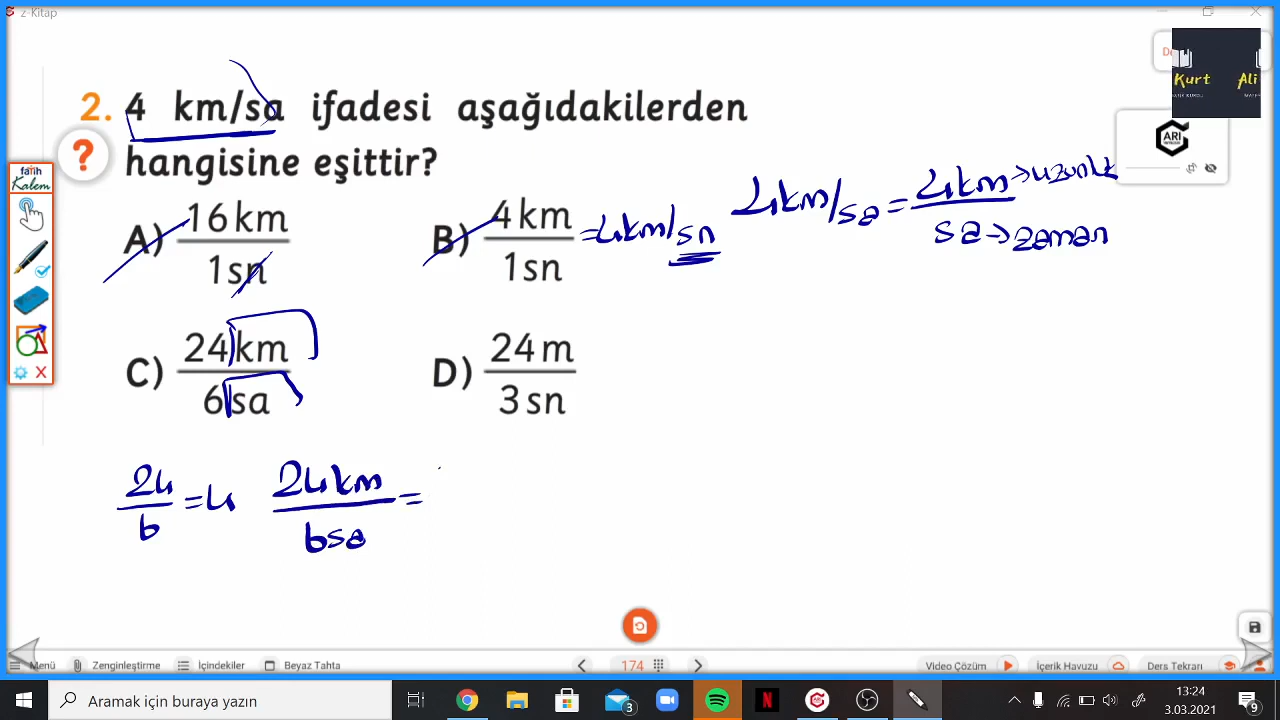 z-Kitap
2. 4 km/sa ifadesi aşağıdakilerden
hangisine eşittir?
?
Kurt Ali
ARI
fatih
Kalem
A) 16 km
1 sn
B) 4 km
1 sn
= 4km/sn
4km/sa = 4km → uzunluk
sa → zaman
C) 24 km
6 sa
D) 24 m
3 sn
24
6
= 4
24km
6sa
=
Menü
Zenginleştirme
İçindekiler
Beyaz Tahta
174
Video Çözüm
İçerik Havuzu
Ders Tekrarı
Aramak için buraya yazın
3
13:24
3.03.2021
9